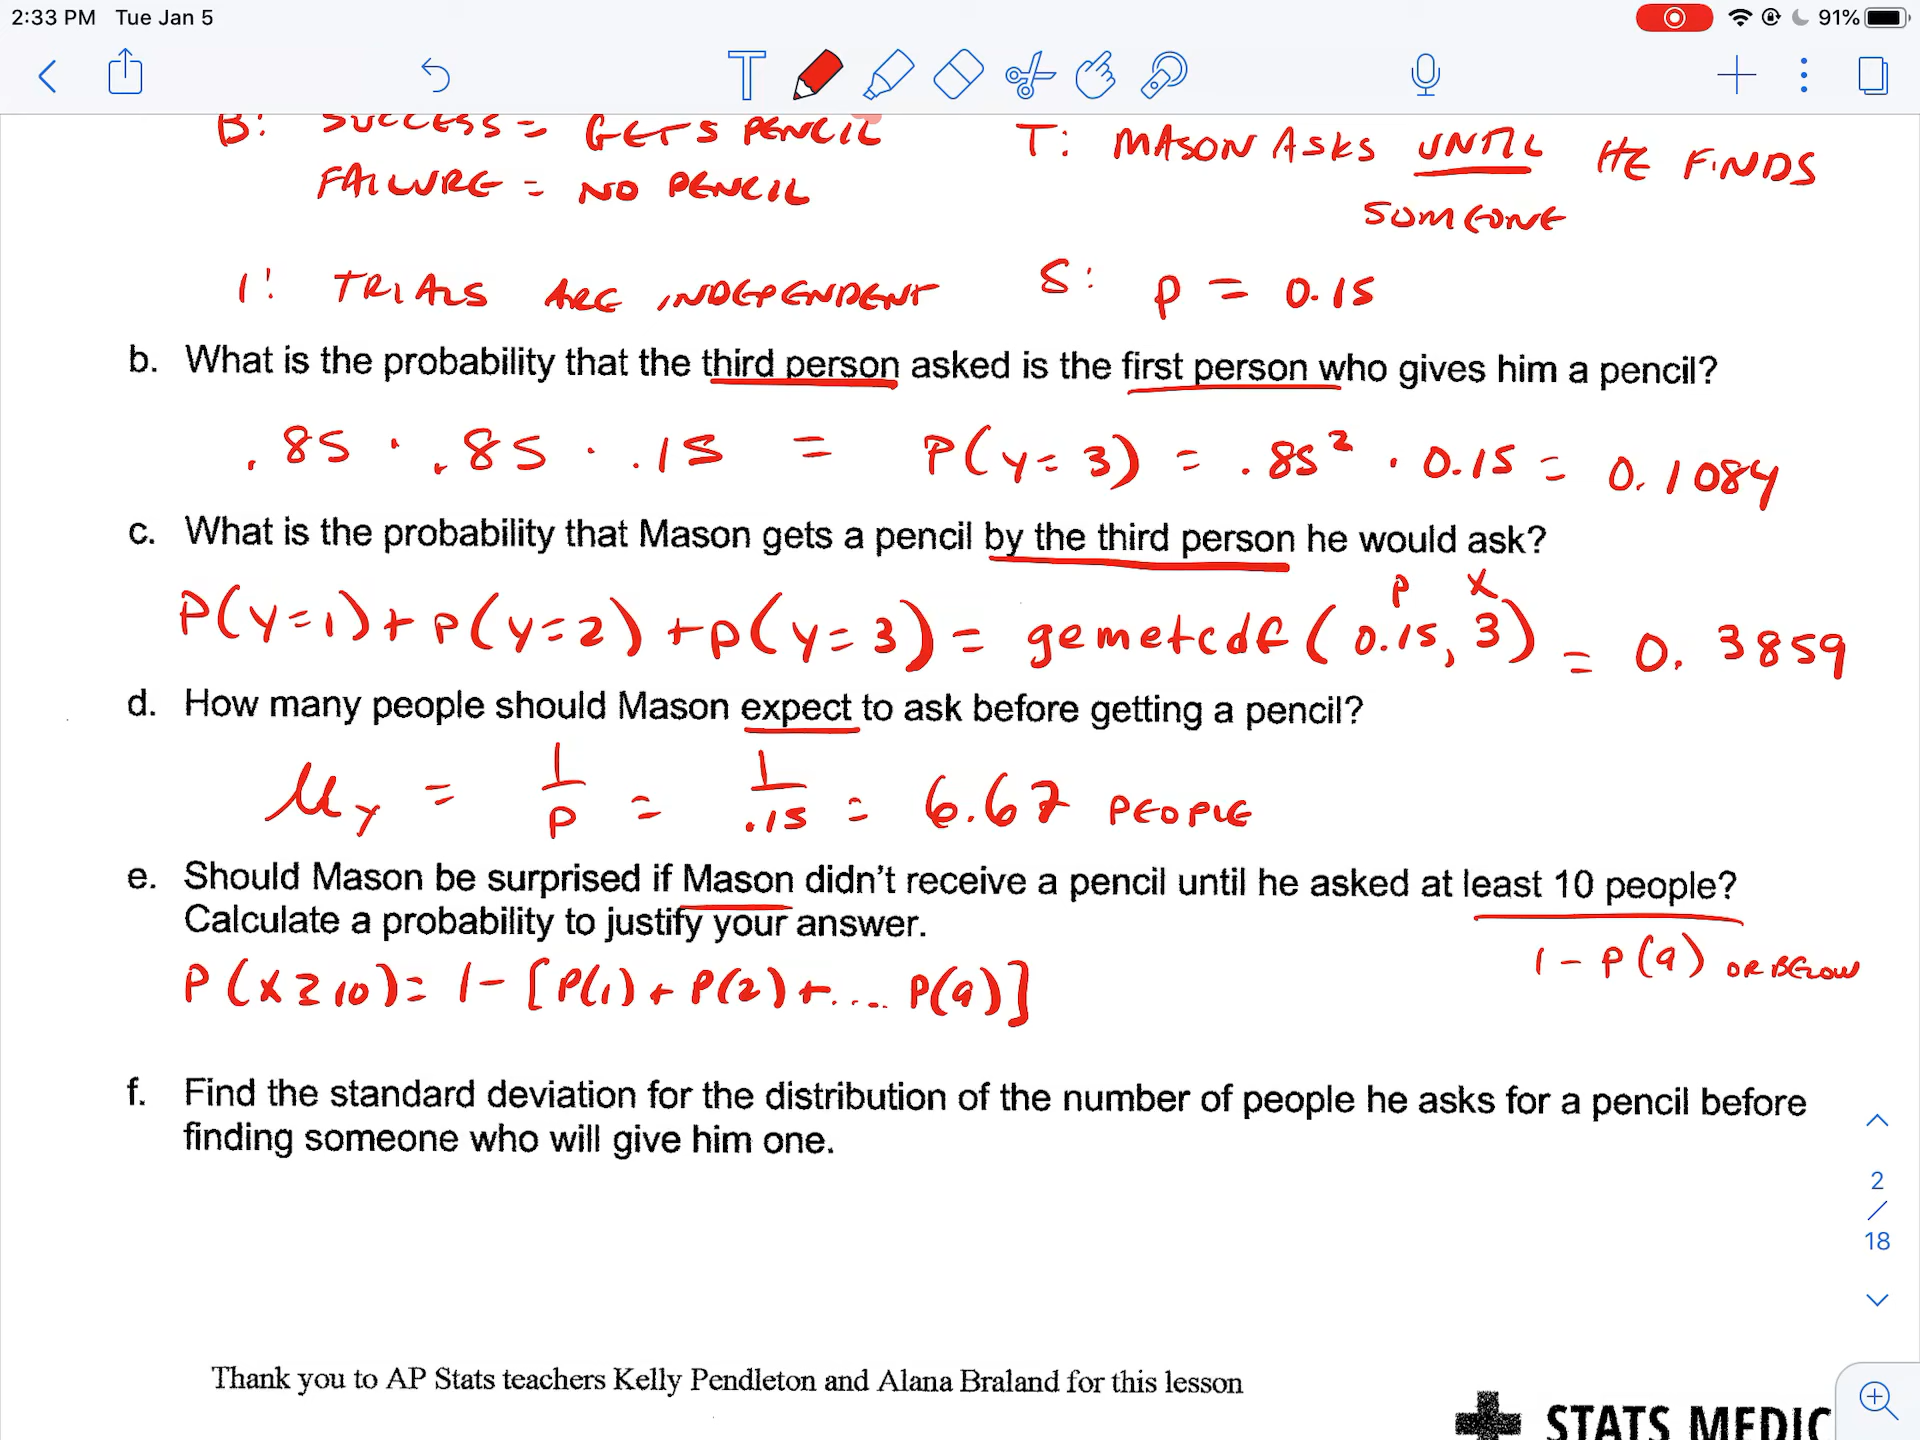 2:33 PM Tue Jan 5
91%
B: SUCCESS = GETS PENCIL
FAILURE = NO PENCIL
T: MASON ASKS UNTIL HE FINDS
SOMEONE
I: TRIALS ARE INDEPENDENT
S: P = 0.15
b. What is the probability that the third person asked is the first person who gives him a pencil?
.85 · .85 · .15 = P(Y=3) = .85² · 0.15 = 0.1084
c. What is the probability that Mason gets a pencil by the third person he would ask?
P X
P(Y=1) + P(Y=2) + P(Y=3) = gemetcdf(0.15, 3) = 0.3859
d. How many people should Mason expect to ask before getting a pencil?
μY = 1/P = 1/.15 = 6.67 PEOPLE
e. Should Mason be surprised if Mason didn't receive a pencil until he asked at least 10 people?
Calculate a probability to justify your answer.
1 - P(9) OR BELOW
P(X≥10) = 1 - [P(1) + P(2) + .... P(9)]
f. Find the standard deviation for the distribution of the number of people he asks for a pencil before
finding someone who will give him one.
2
/
18
Thank you to AP Stats teachers Kelly Pendleton and Alana Braland for this lesson
STATS MEDIC